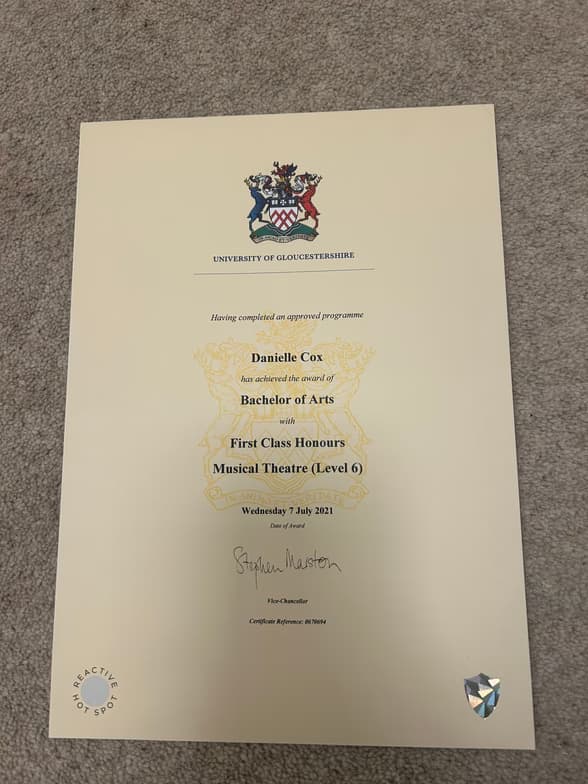 UNIVERSITY OF GLOUCESTERSHIRE
Having completed an approved programme
Danielle Cox
has achieved the award of
Bachelor of Arts
with
First Class Honours
Musical Theatre (Level 6)
Wednesday 7 July 2021
Date of Award
Stephen Marston
Vice-Chancellor
Certificate Reference: 0670694
REACTIVE
HOT SPOT